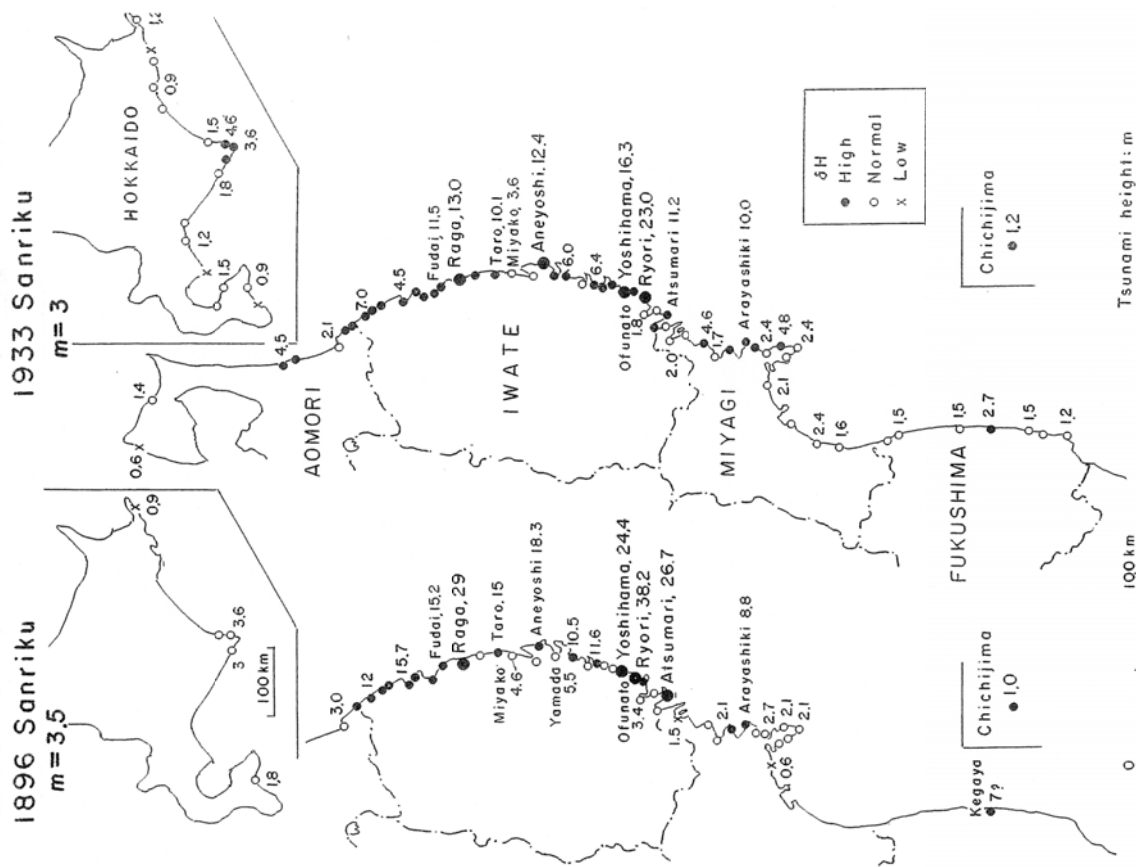 1896 Sanriku
m=3.5
0.9
3.6
3
100km
1.8
3.0
12
15.7
Fudai, 15.2
Raga, 29
Taro, 15
Miyako
4.6
Aneyoshi 18.3
Yamada
5.5
10.5
11.6
Yoshihama, 24.4
Ofunato
3.4
Ryori, 38.2
Atsumari, 26.7
1.5
2.1
Arayashiki 8.8
2.7
2.1
2.1
0.6
Kegaya
7?
Chichijima
1.0
0
100km
1933 Sanriku
m=3
HOKKAIDO
1.2
0.9
1.5
4.6
3.6
1.8
1.2
1.5
0.9
1.4
0.6
4.5
2.1
AOMORI
7.0
4.5
Fudai, 11.5
Raga, 13.0
Taro, 10.1
Miyako, 3.6
Aneyoshi, 12.4
IWATE
6.0
6.4
Yoshihama, 16.3
Ryori, 23.0
Ofunato
1.8
Atsumari 11.2
2.0
4.6
1.7
Arayashiki 10.0
2.4
4.8
2.4
MIYAGI
2.1
2.4
1.6
1.5
1.5
2.7
1.5
1.2
FUKUSHIMA
δH
High
Normal
x Low
Chichijima
1.2
Tsunami height: m